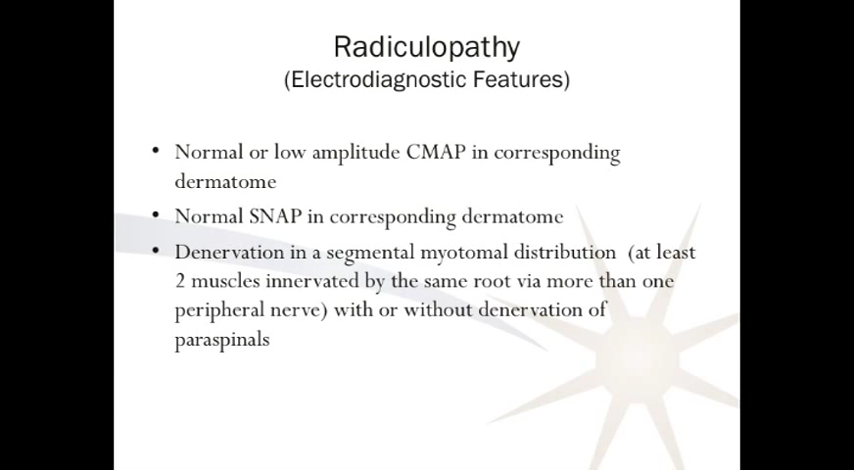 Radiculopathy
(Electrodiagnostic Features)
• Normal or low amplitude CMAP in corresponding
dermatome
• Normal SNAP in corresponding dermatome
• Denervation in a segmental myotomal distribution (at least
2 muscles innervated by the same root via more than one
peripheral nerve) with or without denervation of
paraspinals